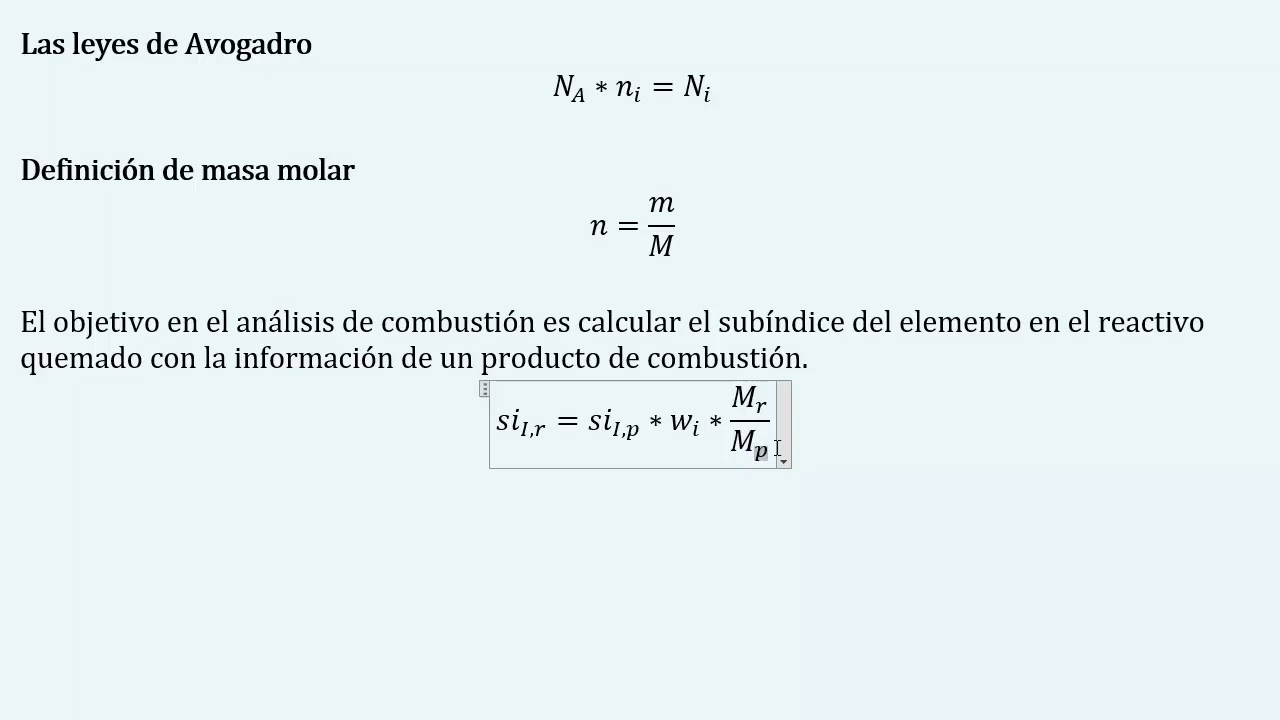 Las leyes de Avogadro
N_A * n_i = N_i
Definición de masa molar
n = m/M
El objetivo en el análisis de combustión es calcular el subíndice del elemento en el reactivo
quemado con la información de un producto de combustión.
si_{I,r} = si_{I,p} * w_i * M_r/M_p